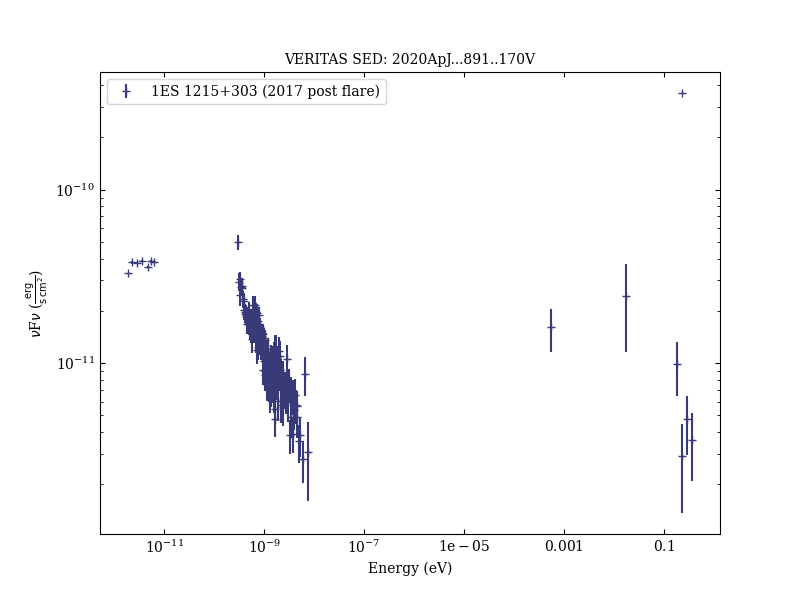 VERITAS SED: 2020ApJ...891..170V
1ES 1215+303 (2017 post flare)
νFν (erg / s cm²)
10⁻¹⁰
10⁻¹¹
10⁻¹¹ 10⁻⁹ 10⁻⁷ 1e−05 0.001 0.1
Energy (eV)